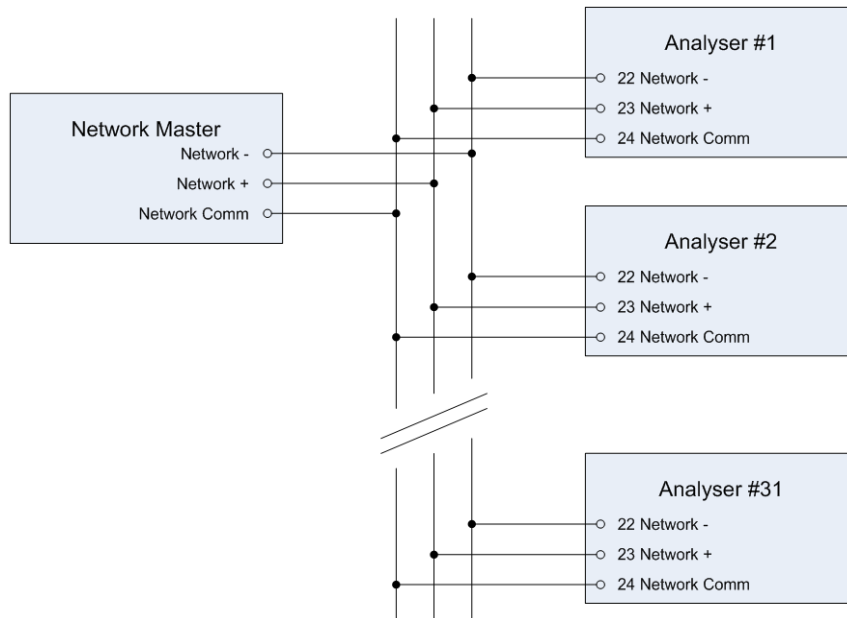 Network Master
Network -
Network +
Network Comm
Analyser #1
22 Network -
23 Network +
24 Network Comm
Analyser #2
22 Network -
23 Network +
24 Network Comm
Analyser #31
22 Network -
23 Network +
24 Network Comm